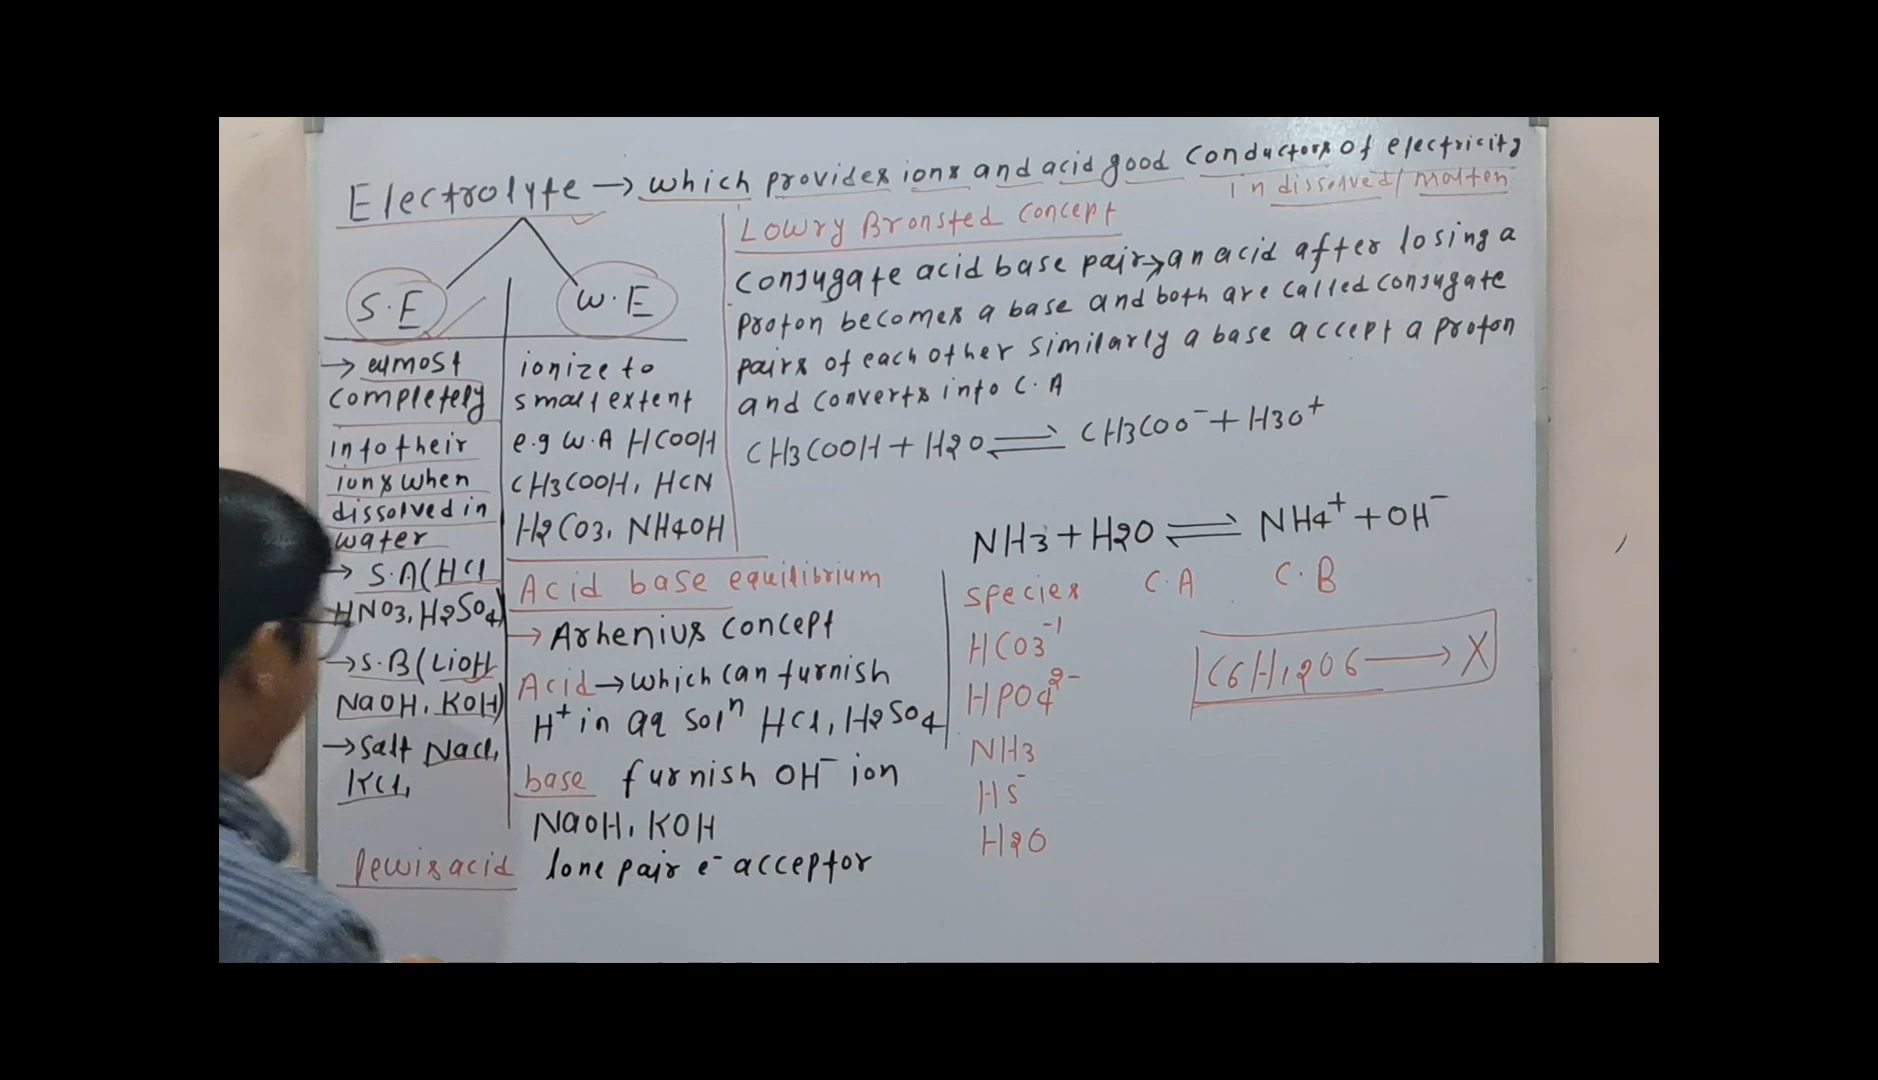 Electrolyte → which provides ions and acid good conductors of electricity
in dissolved/ molten
S.E
W.E
→ almost
completely
into their
ions when
dissolved in
water
→ S.A(HCl
HNO3, H2SO4)
→ S.B(LiOH
NaOH, KOH)
→ Salt NaCl,
KCl,
ionize to
small extent
e.g W.A HCOOH
CH3COOH, HCN
H2CO3, NH4OH
Lowry Bronsted Concept
Conjugate acid base pair → an acid after losing a
proton becomes a base and both are called conjugate
pairs of each other similarly a base accept a proton
and converts into C.A
CH3COOH + H2O ⇌ CH3COO⁻ + H3O⁺
NH3 + H2O ⇌ NH4⁺ + OH⁻
Acid base equilibrium
→ Arhenius concept
Acid → which can furnish
H⁺ in aq solⁿ HCl, H2SO4
base furnish OH⁻ ion
NaOH, KOH
lewis acid lone pair e⁻ acceptor
species C.A C.B
HCO3⁻¹
HPO4²⁻
NH3
HS⁻
H2O
C6H12O6 → X